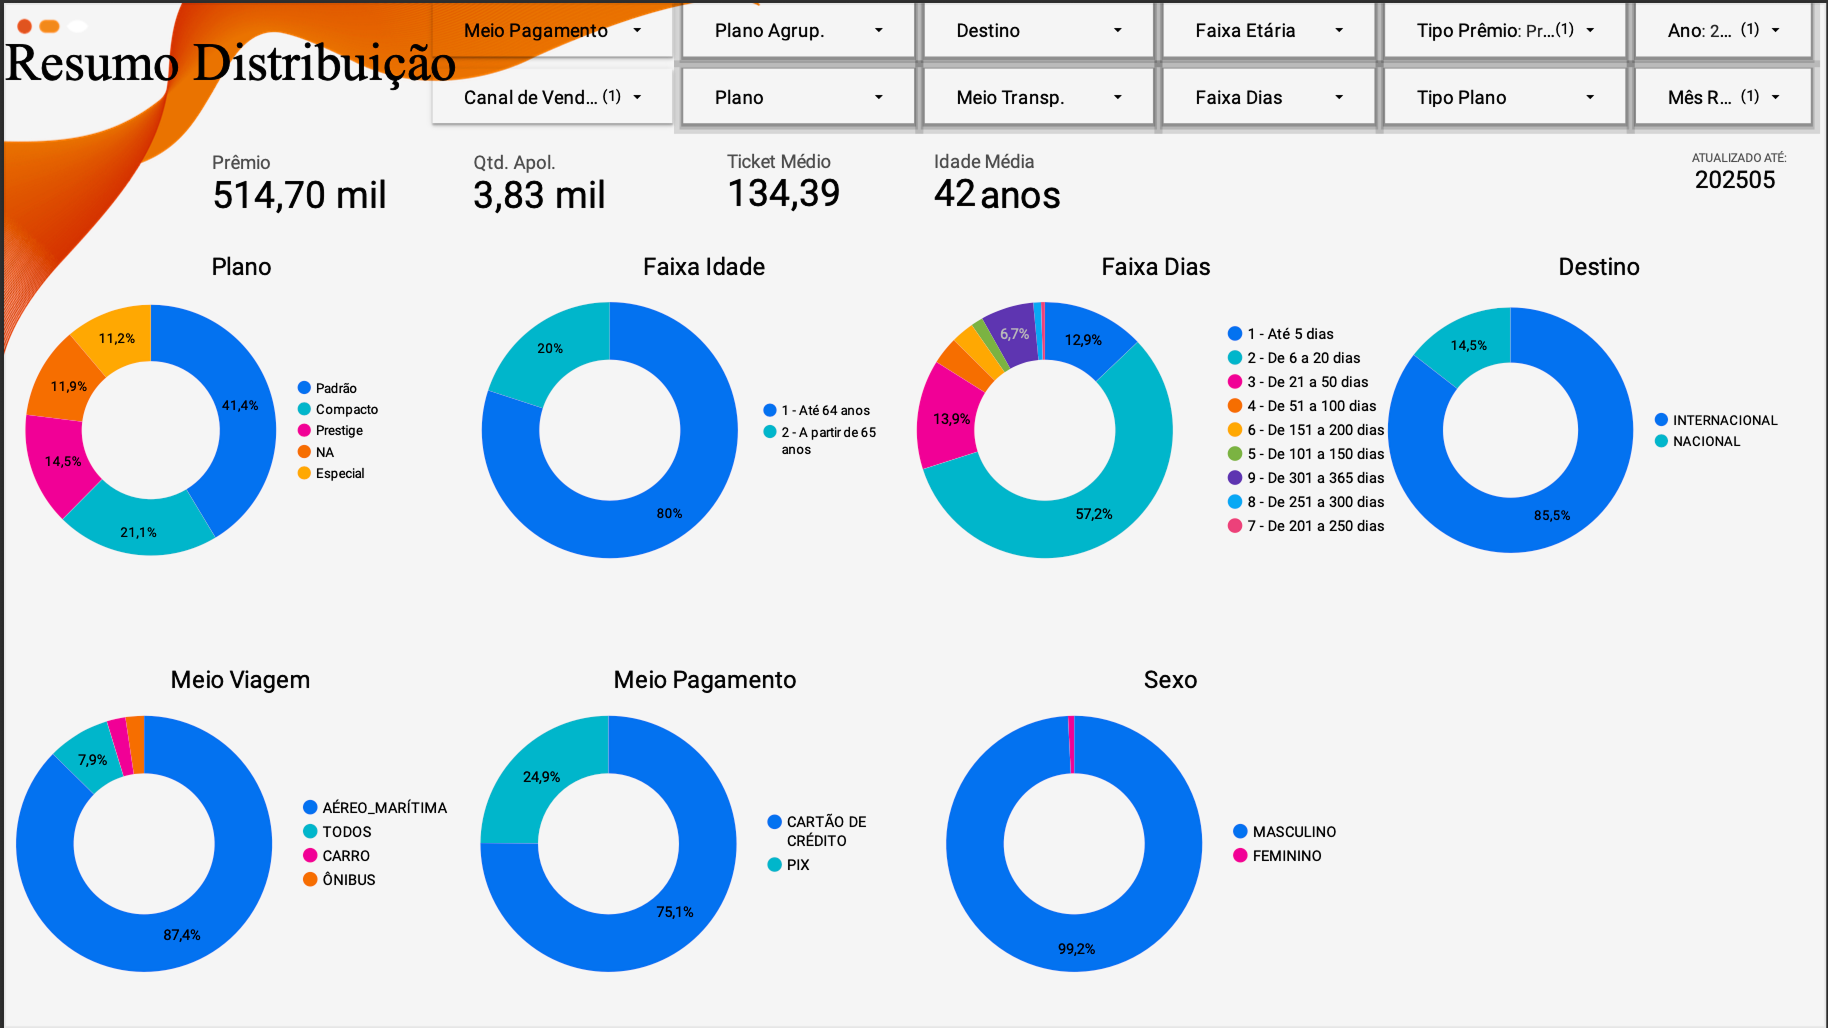 Resumo Distribuição
Meio Pagamento
Plano Agrup.
Destino
Faixa Etária
Tipo Prêmio: Pr... (1)
Ano: 2... (1)
Canal de Vend... (1)
Plano
Meio Transp.
Faixa Dias
Tipo Plano
Mês R... (1)
Prêmio
514,70 mil
Qtd. Apol.
3,83 mil
Ticket Médio
134,39
Idade Média
42 anos
ATUALIZADO ATÉ:
202505
Plano
11,2%
11,9%
41,4%
14,5%
21,1%
Padrão
Compacto
Prestige
NA
Especial
Faixa Idade
20%
80%
1 - Até 64 anos
2 - A partir de 65
anos
Faixa Dias
6,7%
12,9%
13,9%
57,2%
1 - Até 5 dias
2 - De 6 a 20 dias
3 - De 21 a 50 dias
4 - De 51 a 100 dias
6 - De 151 a 200 dias
5 - De 101 a 150 dias
9 - De 301 a 365 dias
8 - De 251 a 300 dias
7 - De 201 a 250 dias
Destino
14,5%
85,5%
INTERNACIONAL
NACIONAL
Meio Viagem
7,9%
87,4%
AÉREO_MARÍTIMA
TODOS
CARRO
ÔNIBUS
Meio Pagamento
24,9%
75,1%
CARTÃO DE
CRÉDITO
PIX
Sexo
99,2%
MASCULINO
FEMININO